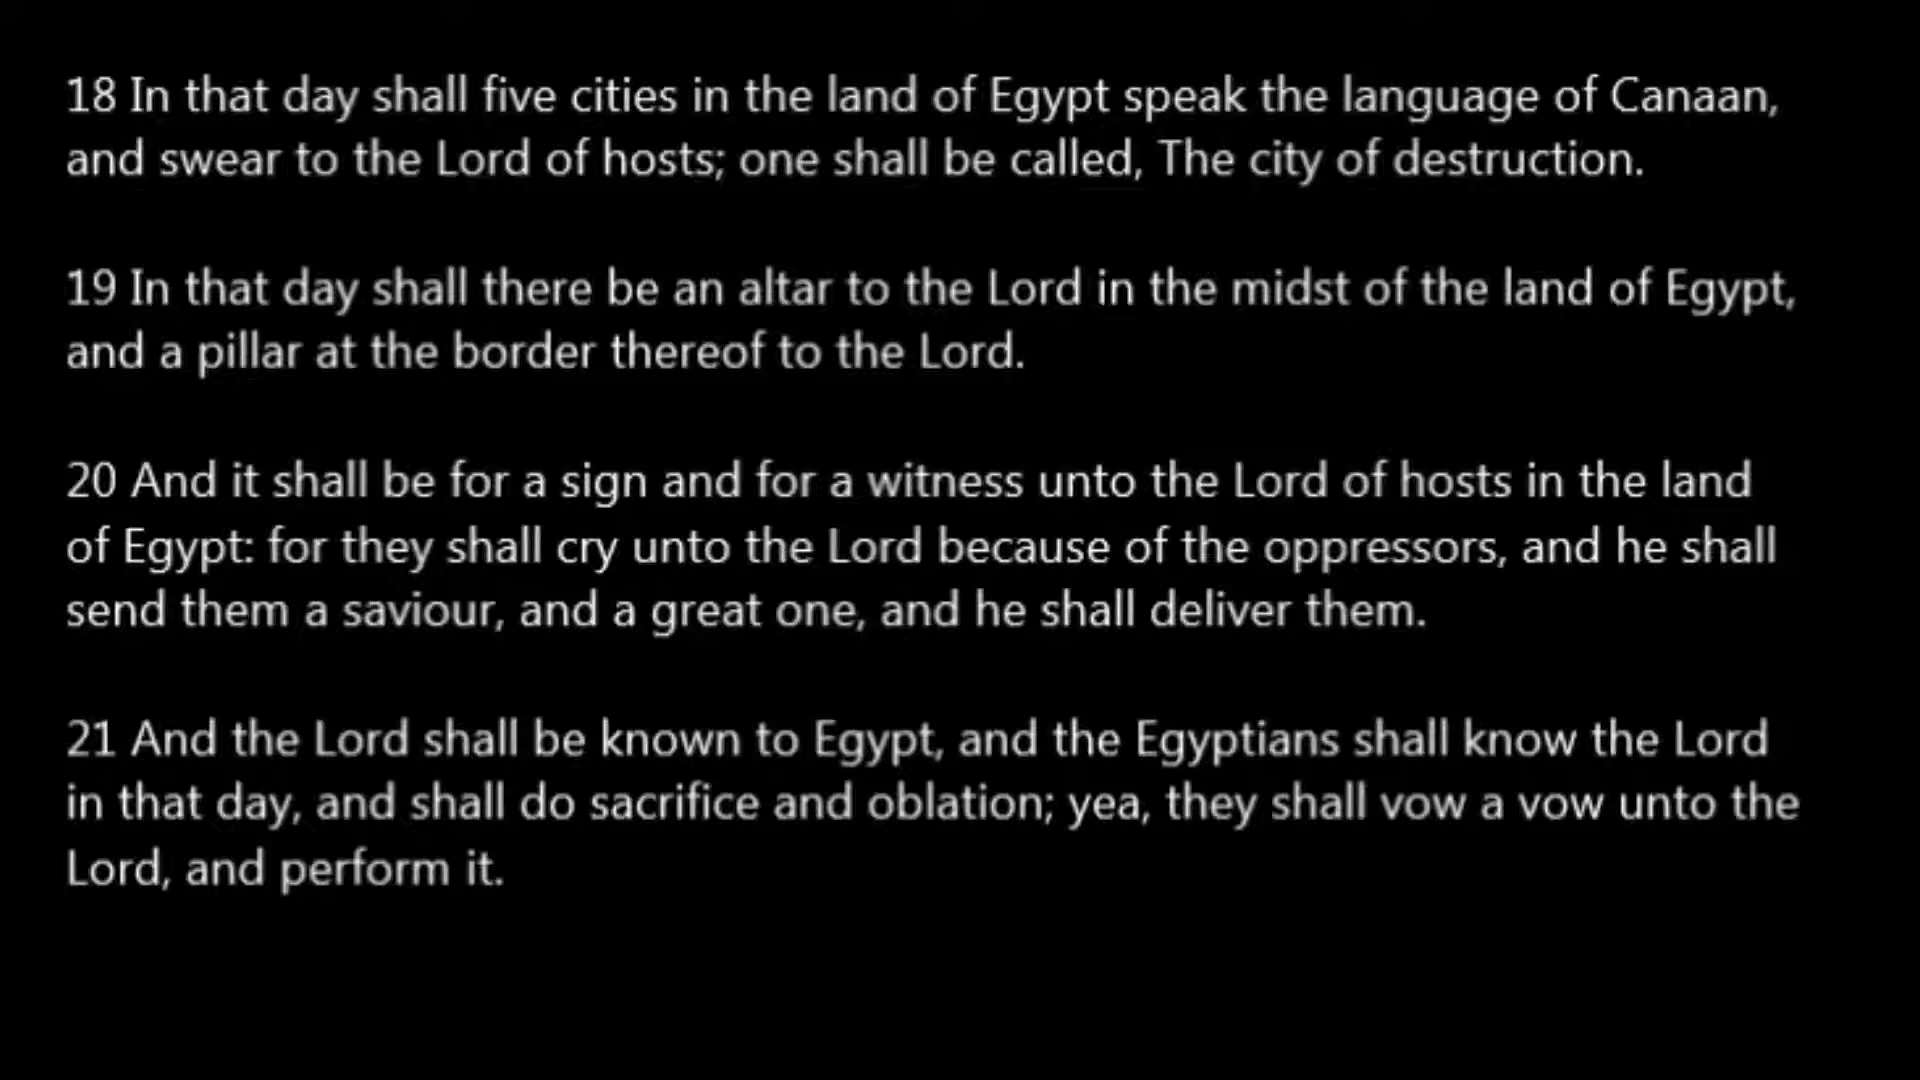 18 In that day shall five cities in the land of Egypt speak the language of Canaan,
and swear to the Lord of hosts; one shall be called, The city of destruction.
19 In that day shall there be an altar to the Lord in the midst of the land of Egypt,
and a pillar at the border thereof to the Lord.
20 And it shall be for a sign and for a witness unto the Lord of hosts in the land
of Egypt: for they shall cry unto the Lord because of the oppressors, and he shall
send them a saviour, and a great one, and he shall deliver them.
21 And the Lord shall be known to Egypt, and the Egyptians shall know the Lord
in that day, and shall do sacrifice and oblation; yea, they shall vow a vow unto the
Lord, and perform it.